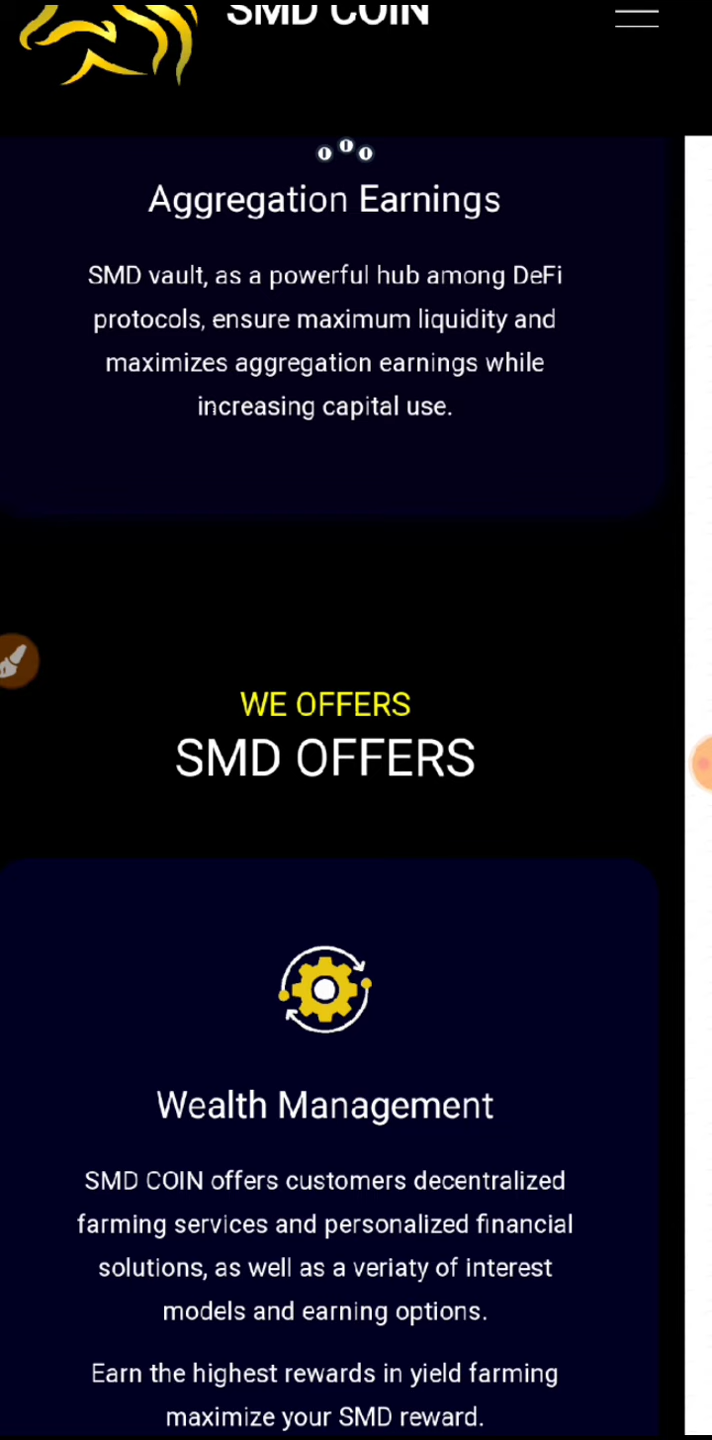 SMD COIN
Aggregation Earnings
SMD vault, as a powerful hub among DeFi
protocols, ensure maximum liquidity and
maximizes aggregation earnings while
increasing capital use.
WE OFFERS
SMD OFFERS
Wealth Management
SMD COIN offers customers decentralized
farming services and personalized financial
solutions, as well as a veriaty of interest
models and earning options.
Earn the highest rewards in yield farming
maximize your SMD reward.